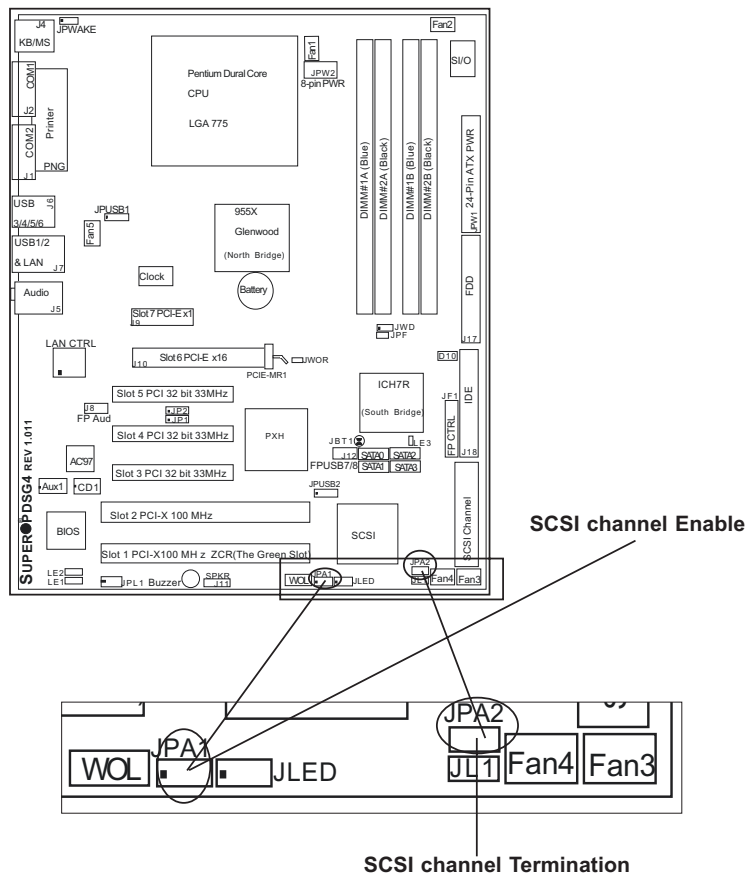 J4
JPWAKE
KB/MS
Fan2
Fan1
JPW2
8-pin PWR
SI/O
Pentium Dural Core
CPU
LGA 775
COM1
J2
Printer
COM2
J1
PNG
DIMM#1A (Blue)
DIMM#2A (Black)
DIMM#1B (Blue)
DIMM#2B (Black)
24-Pin ATX PWR
JPW1
USB
J6
3/4/5/6
JPUSB1
Fan5
USB1/2
& LAN
J7
955X
Glenwood
(North Bridge)
Audio
J5
Clock
Battery
FDD
J17
Slot 7 PCI-E x1
J9
JWD
JPF
LAN CTRL
J10
Slot 6 PCI-E x16
PCIE-MR1
JWOR
D10
ICH7R
(South Bridge)
JF1
IDE
FP CTRL
J18
Slot 5 PCI 32 bit 33MHz
J8
FP Aud
JP2
JP1
Slot 4 PCI 32 bit 33MHz
PXH
JBT1
LE3
J12
SATA0
SATA2
FPUSB7/8
SATA1
SATA3
AC'97
Slot 3 PCI 32 bit 33MHz
Aux1
CD1
JPUSB2
SUPER PDSG4 REV 1.011
BIOS
Slot 2 PCI-X 100 MHz
SCSI
SCSI Channel
Slot 1 PCI-X100 MH z ZCR(The Green Slot)
LE2
LE1
JPL1
Buzzer
SPKR
J11
WOL
JPA1
JLED
JPA2
JL1
Fan4
Fan3
SCSI channel Enable
JPA1
JPA2
WOL
JLED
JL1
Fan4
Fan3
SCSI channel Termination